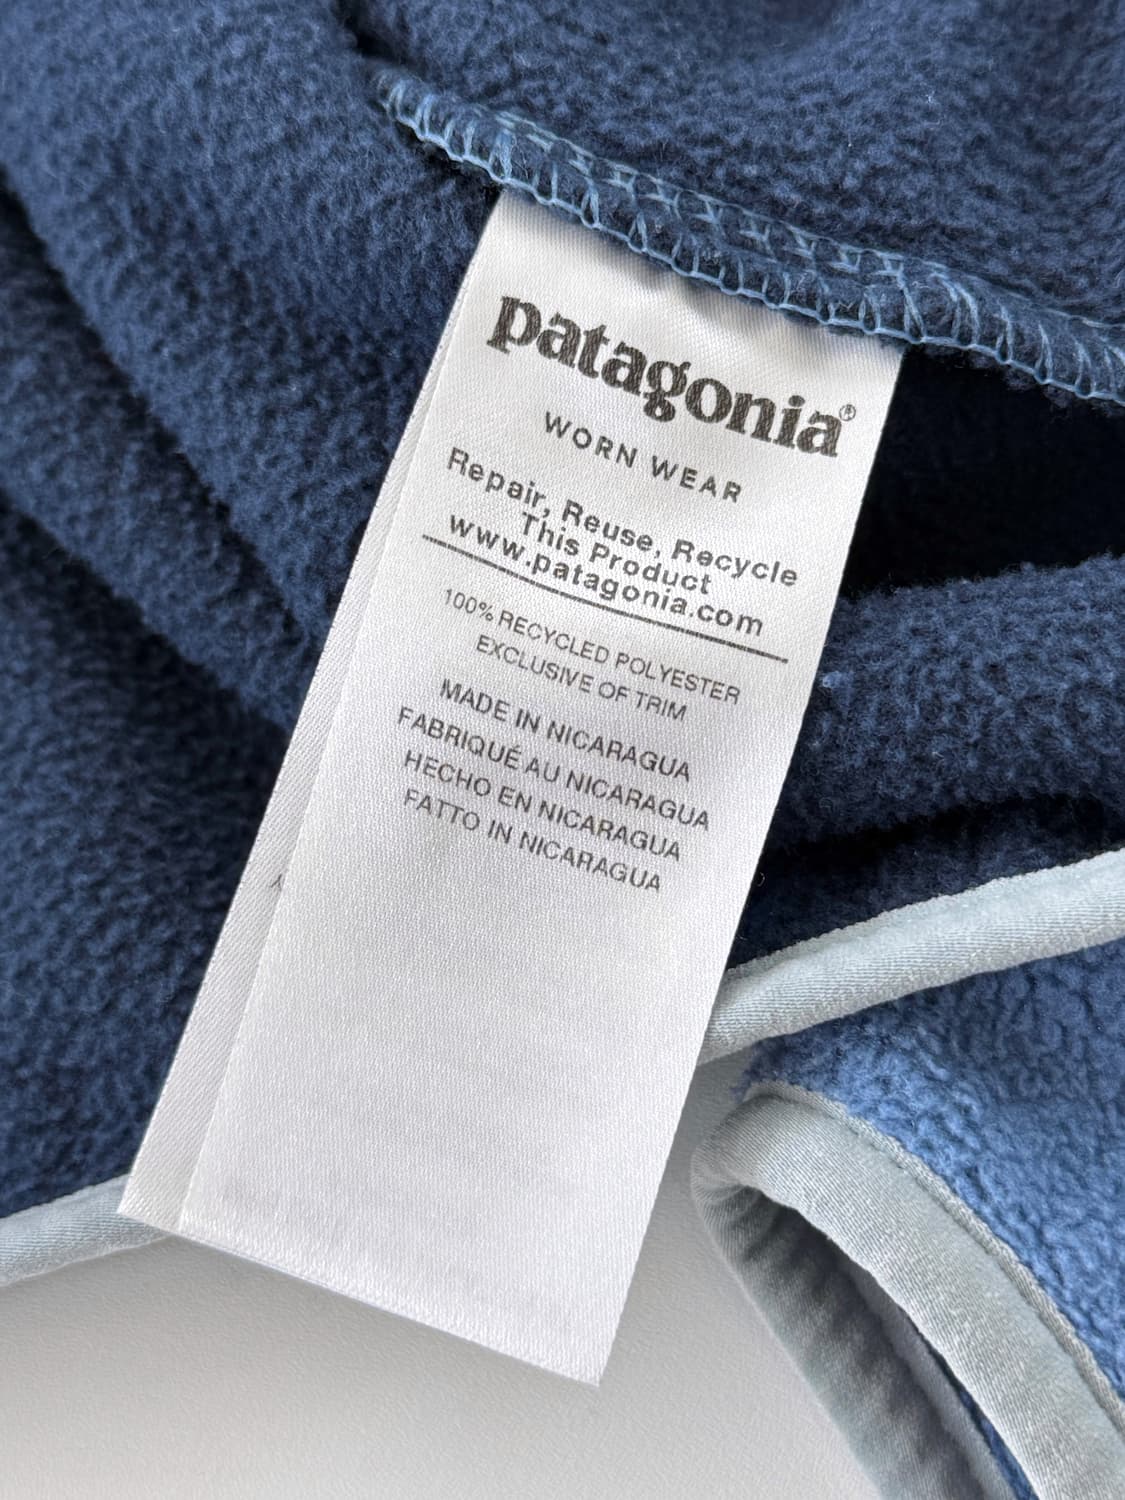 patagonia®
WORN WEAR
Repair, Reuse, Recycle
This Product
www.patagonia.com
100% RECYCLED POLYESTER
EXCLUSIVE OF TRIM
MADE IN NICARAGUA
FABRIQUÉ AU NICARAGUA
HECHO EN NICARAGUA
FATTO IN NICARAGUA